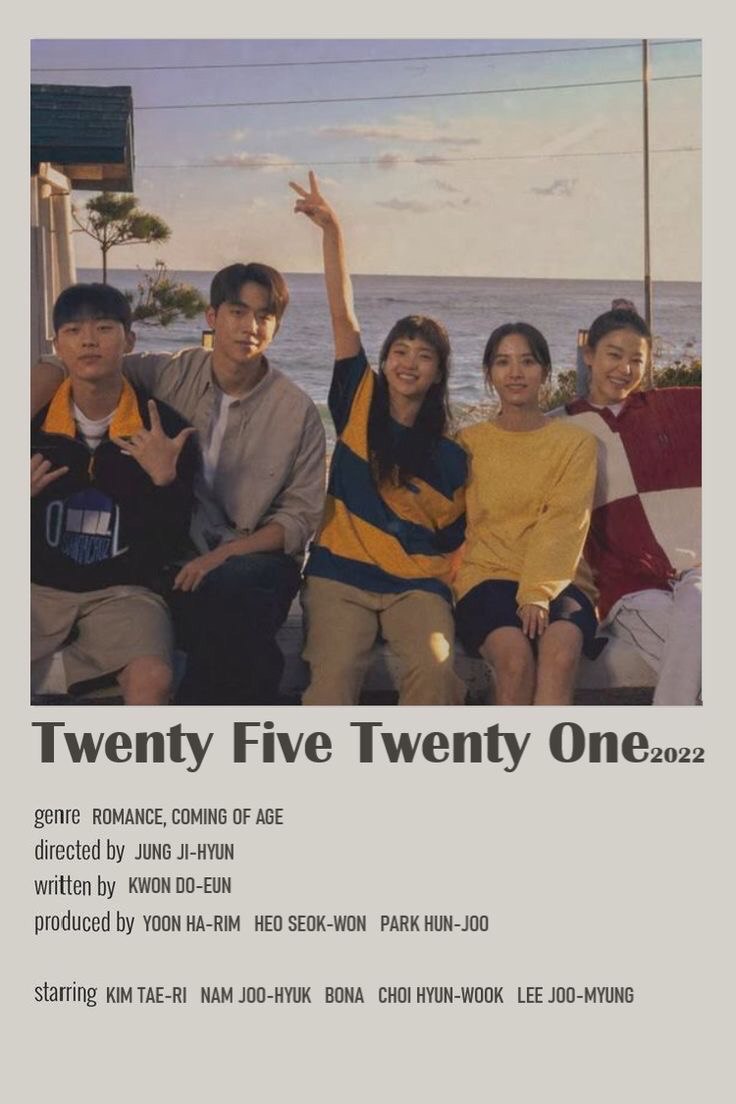 Twenty Five Twenty One 2022
genre ROMANCE, COMING OF AGE
directed by JUNG JI-HYUN
written by KWON DO-EUN
produced by YOON HA-RIM HEO SEOK-WON PARK HUN-JOO
starring KIM TAE-RI NAM JOO-HYUK BONA CHOI HYUN-WOOK LEE JOO-MYUNG